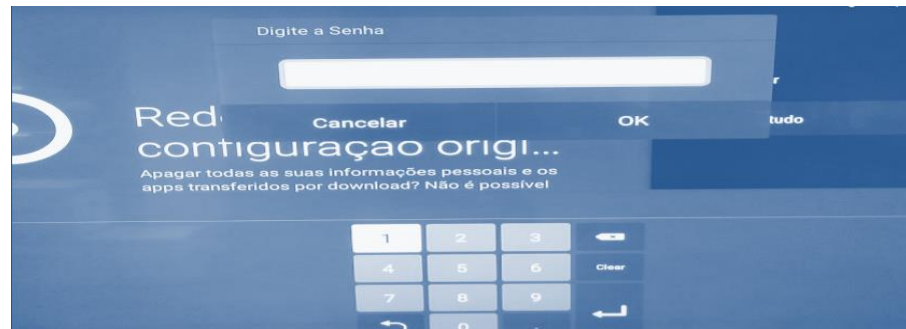 Digite a Senha
Cancelar OK
Red
configuraçao origi...
Apagar todas as suas informações pessoais e os
apps transferidos por download? Não é possível
r
tudo
1 2 3
4 5 6 Clear
7 8 9
0